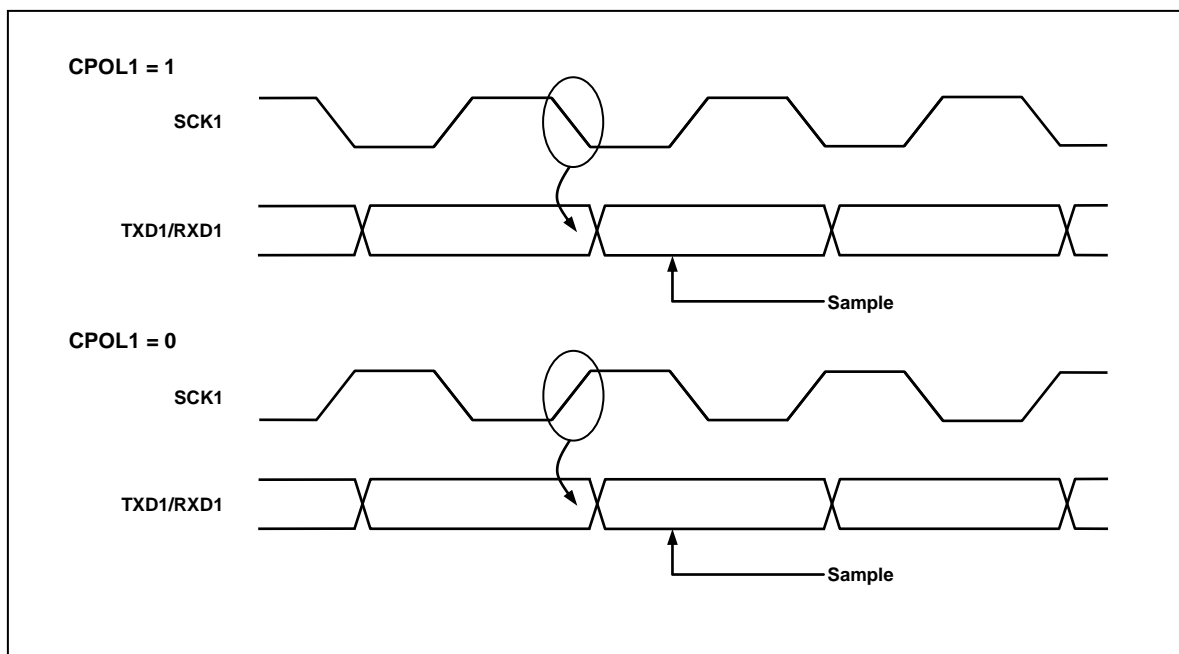 CPOL1 = 1
SCK1
TXD1/RXD1
Sample
CPOL1 = 0
SCK1
TXD1/RXD1
Sample